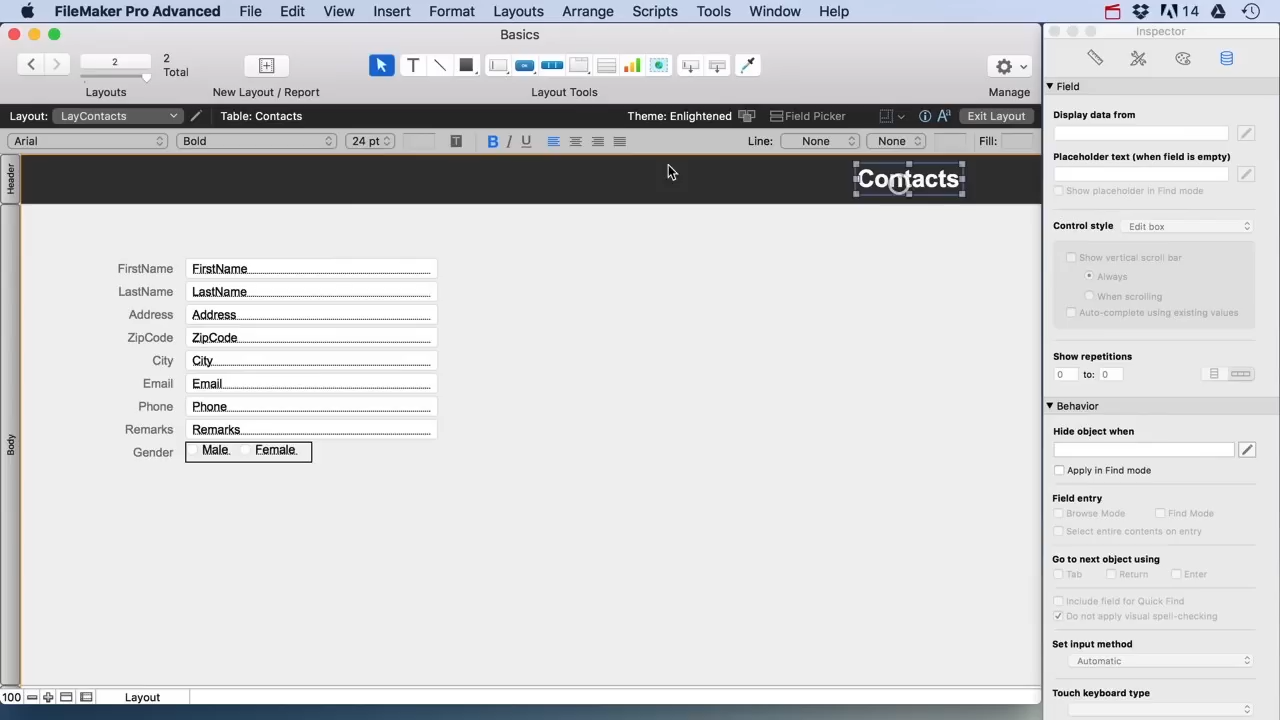 FileMaker Pro Advanced File Edit View Insert Format Layouts Arrange Scripts Tools Window Help 14
Basics
Inspector
2
2
Total
Layouts
New Layout / Report
Layout Tools
Manage
Layout: LayContacts Table: Contacts Theme: Enlightened Field Picker Exit Layout
Arial Bold 24 pt T B I U Line: None None Fill:
Header
Contacts
Body
FirstName FirstName
LastName LastName
Address Address
ZipCode ZipCode
City City
Email Email
Phone Phone
Remarks Remarks
Gender Male Female
100 Layout
Field
Display data from
Placeholder text (when field is empty)
Show placeholder in Find mode
Control style Edit box
Show vertical scroll bar
Always
When scrolling
Auto-complete using existing values
Show repetitions
0 to: 0
Behavior
Hide object when
Apply in Find mode
Field entry
Browse Mode Find Mode
Select entire contents on entry
Go to next object using
Tab Return Enter
Include field for Quick Find
Do not apply visual spell-checking
Set input method
Automatic
Touch keyboard type